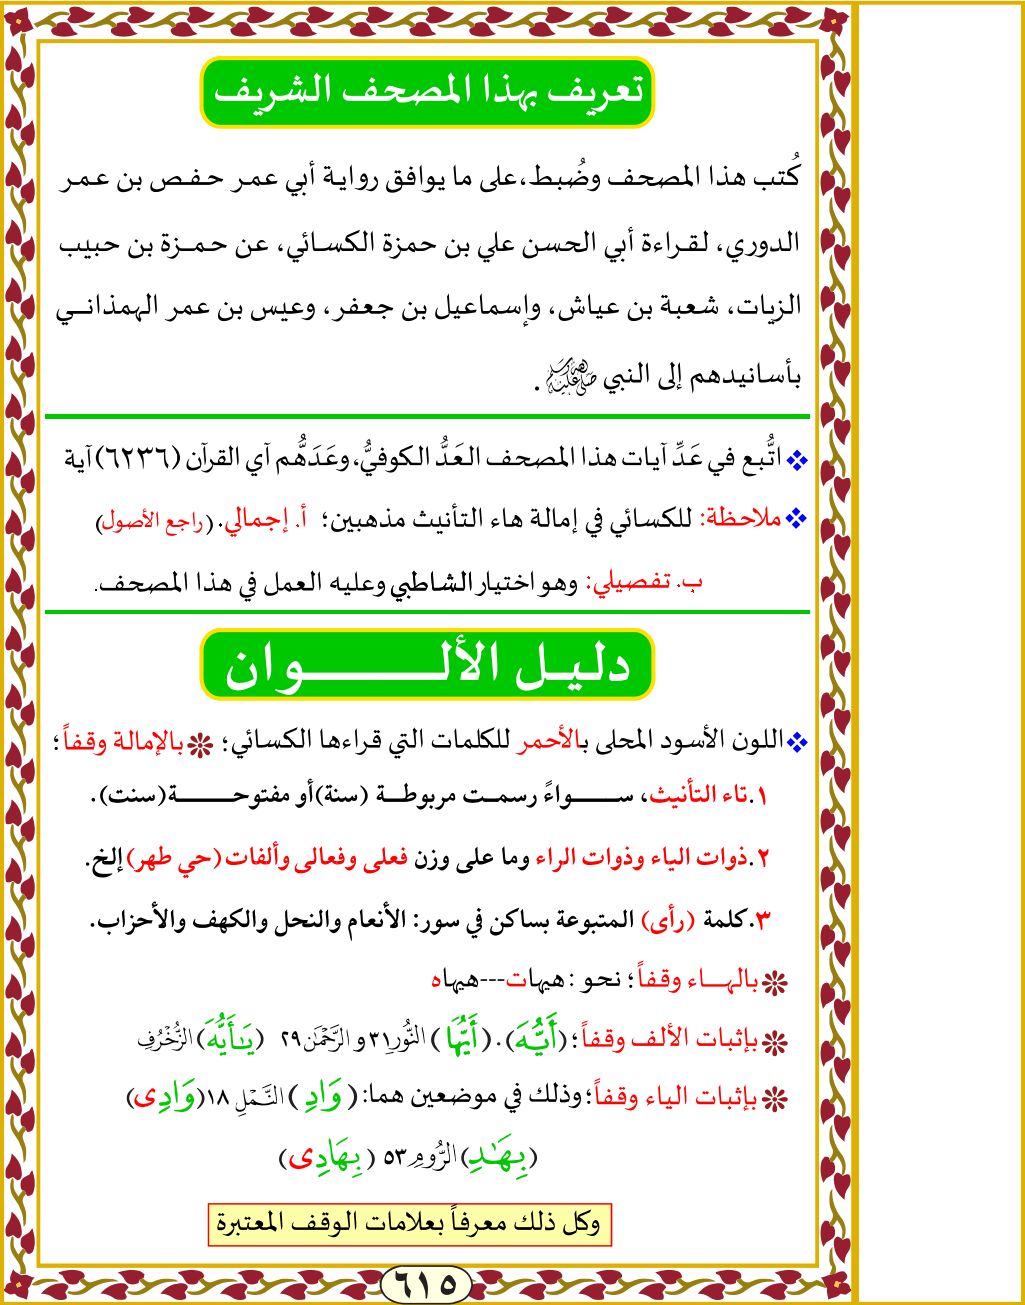 تعريف بهذا المصحف الشريف
كُتب هذا المصحف وضُبط،على ما يوافق رواية أبي عمر حفص بن عمر
الدوري، لقراءة أبي الحسن علي بن حمزة الكسائي، عن حمزة بن حبيب
الزيات، شعبة بن عياش، وإسماعيل بن جعفر، وعيس بن عمر الهمذاني
بأسانيدهم إلى النبي ﷺ .
اتُّبع في عَدِّ آيات هذا المصحف العَدُّ الكوفيُّ، وعَدَهُّم آي القرآن (٦٢٣٦) آية
ملاحظة: للكسائي في إمالة هاء التأنيث مذهبين؛ أ. إجمالي. (راجع الأصول)
ب. تفصيلي: وهو اختيار الشاطبي وعليه العمل في هذا المصحف.
دليل الألوان
اللون الأسود المحلى بالأحمر للكلمات التي قراءها الكسائي؛ بالإمالة وقفاً؛
١.تاء التأنيث، سواءً رسمت مربوطة (سنة) أو مفتوحة (سنت).
٢.ذوات الياء وذوات الراء وما على وزن فعلى وفعالى وألفات (حي طهر) إلخ.
٣.كلمة (رأى) المتبوعة بساكن في سور: الأنعام والنحل والكهف والأحزاب.
بالهاء وقفاً؛ نحو : هيهات---هيهاه
بإثبات الألف وقفاً؛ (أَيُّهَ). (أَيُّهَا) النُّورِ ٣١ و الرَّحْمَٰن ٢٩ (يَـٰأَيُّهَ) الزُّخْرُفِ
بإثبات الياء وقفاً؛ وذلك في موضعين هما: (وَادِ) النَّمْلِ ١٨ (وَادِى)
(بِهَـٰدِ) الرُّومِ ٥٣ (بِهَادِى)
وكل ذلك معرفاً بعلامات الوقف المعتبرة
٦١٥